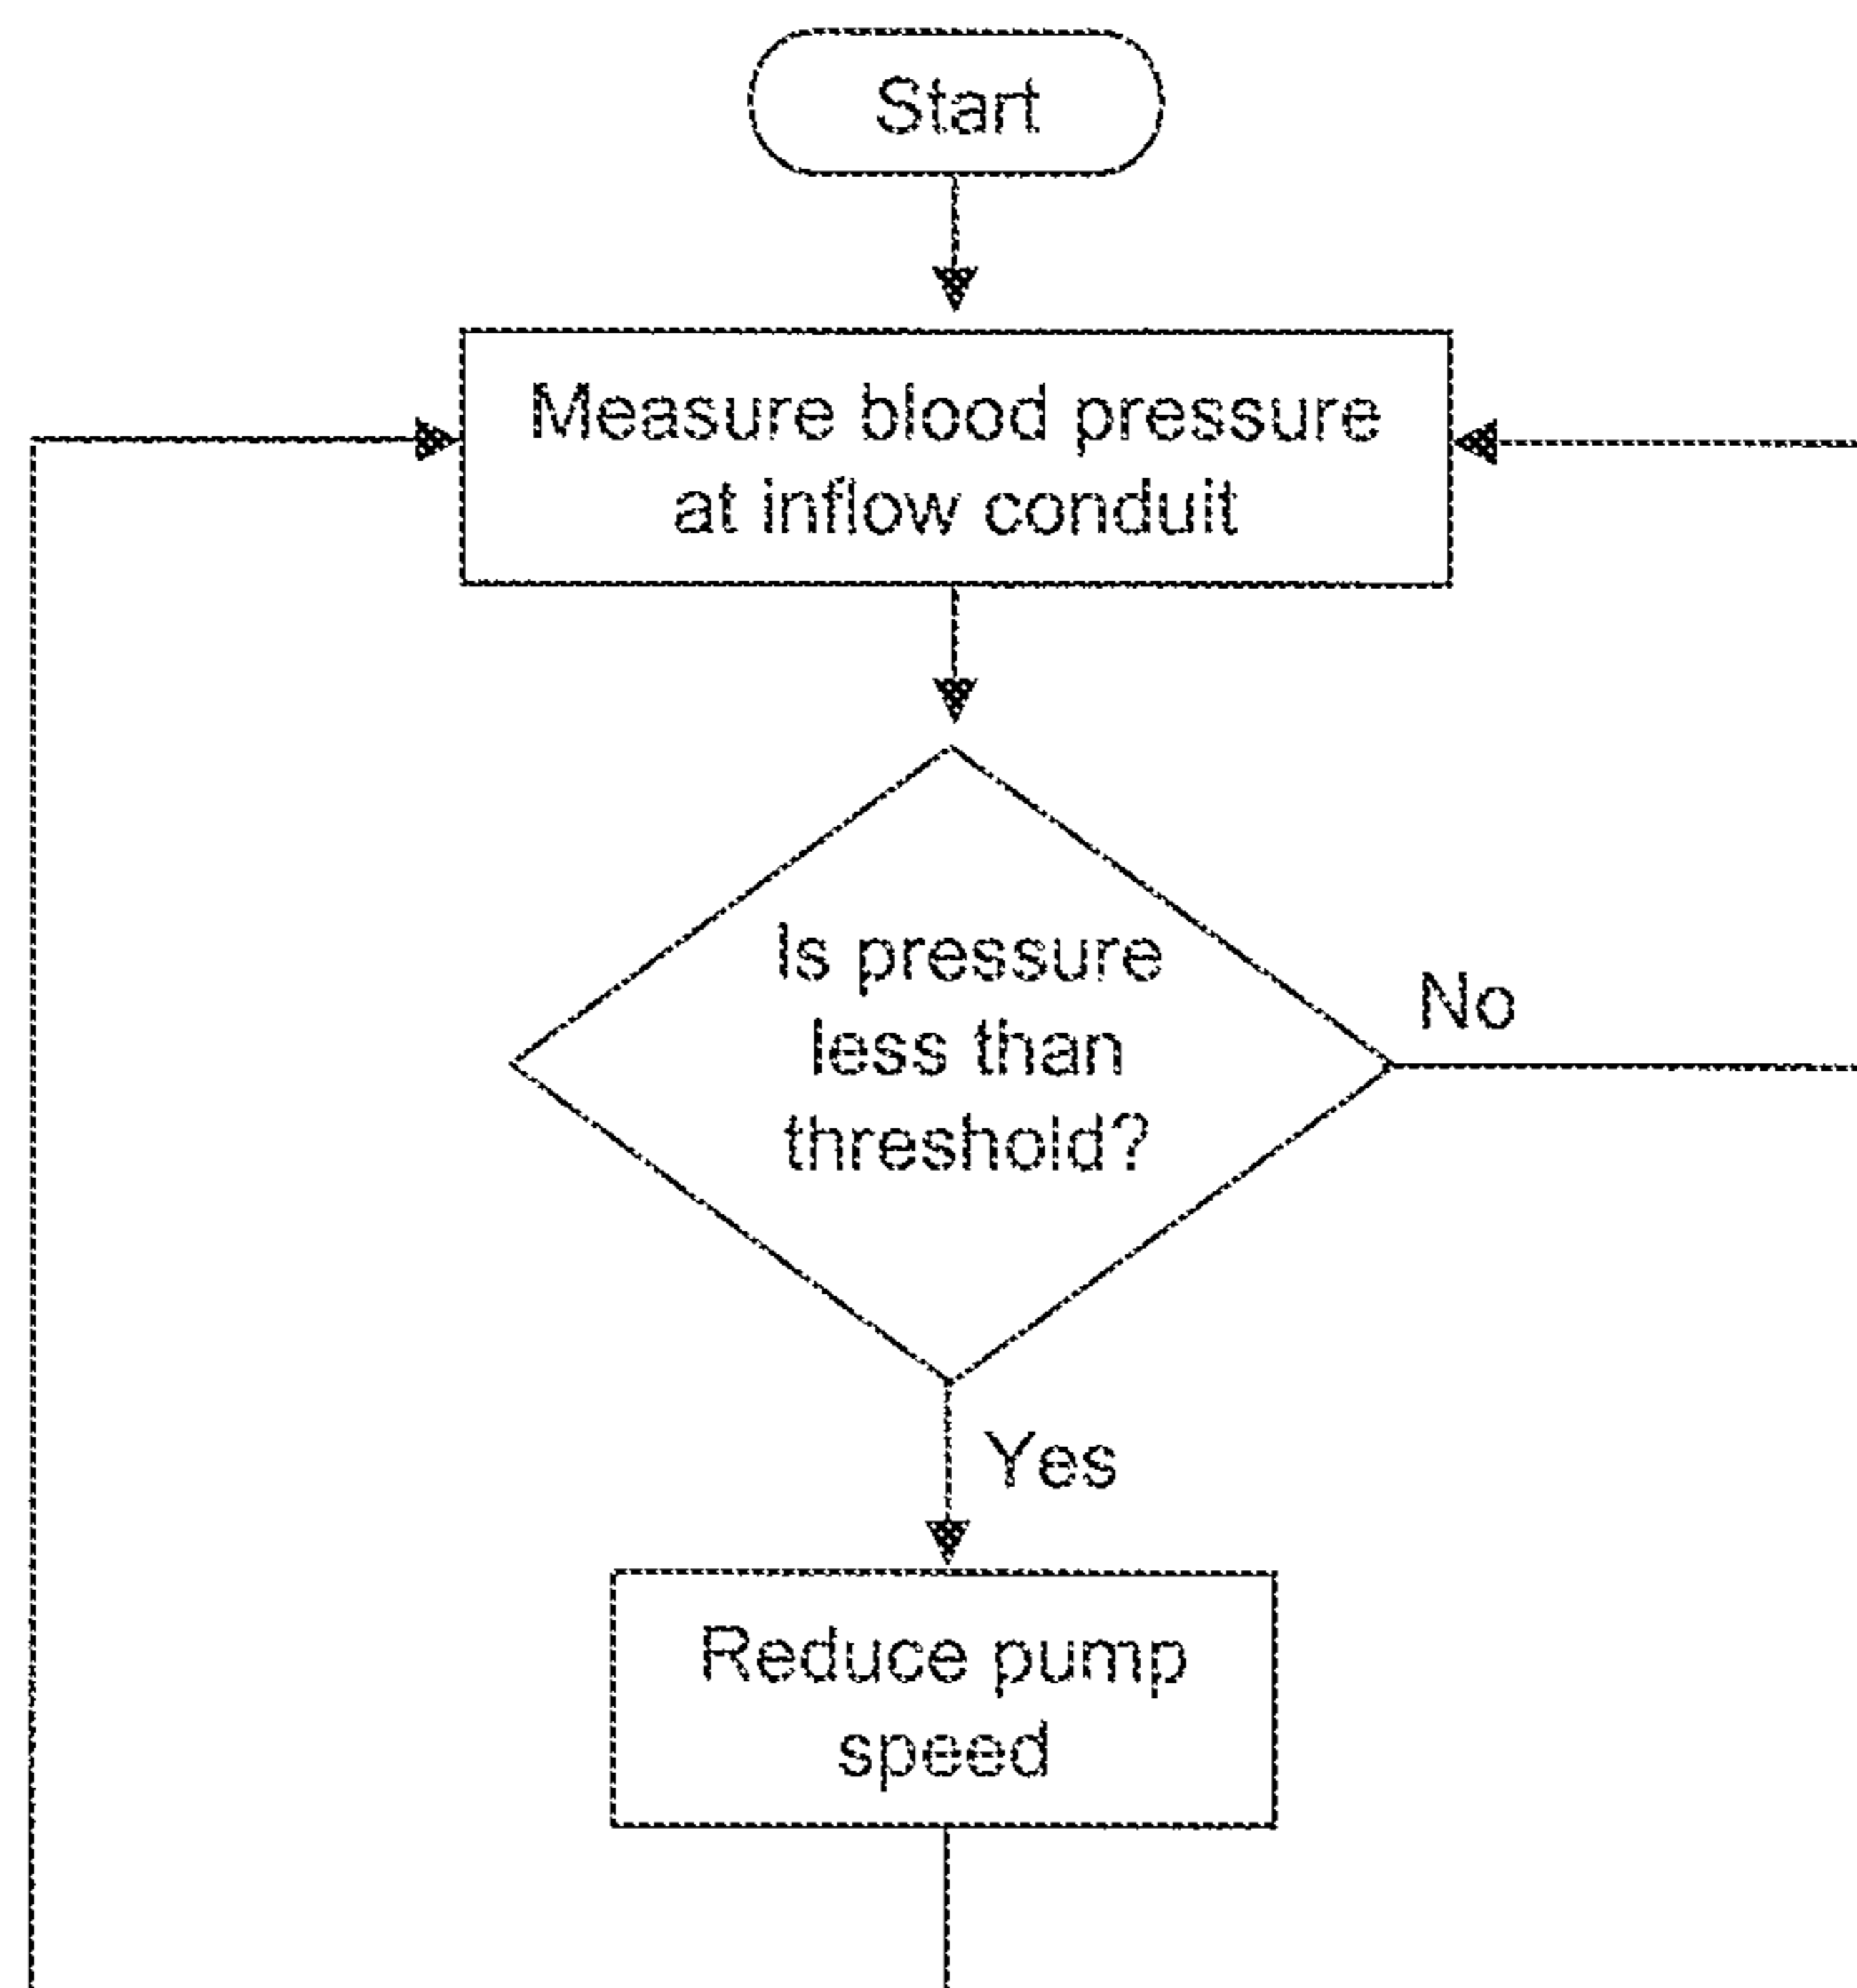 Start
Measure blood pressure
at inflow conduit
Is pressure
less than
threshold?
No
Yes
Reduce pump
speed